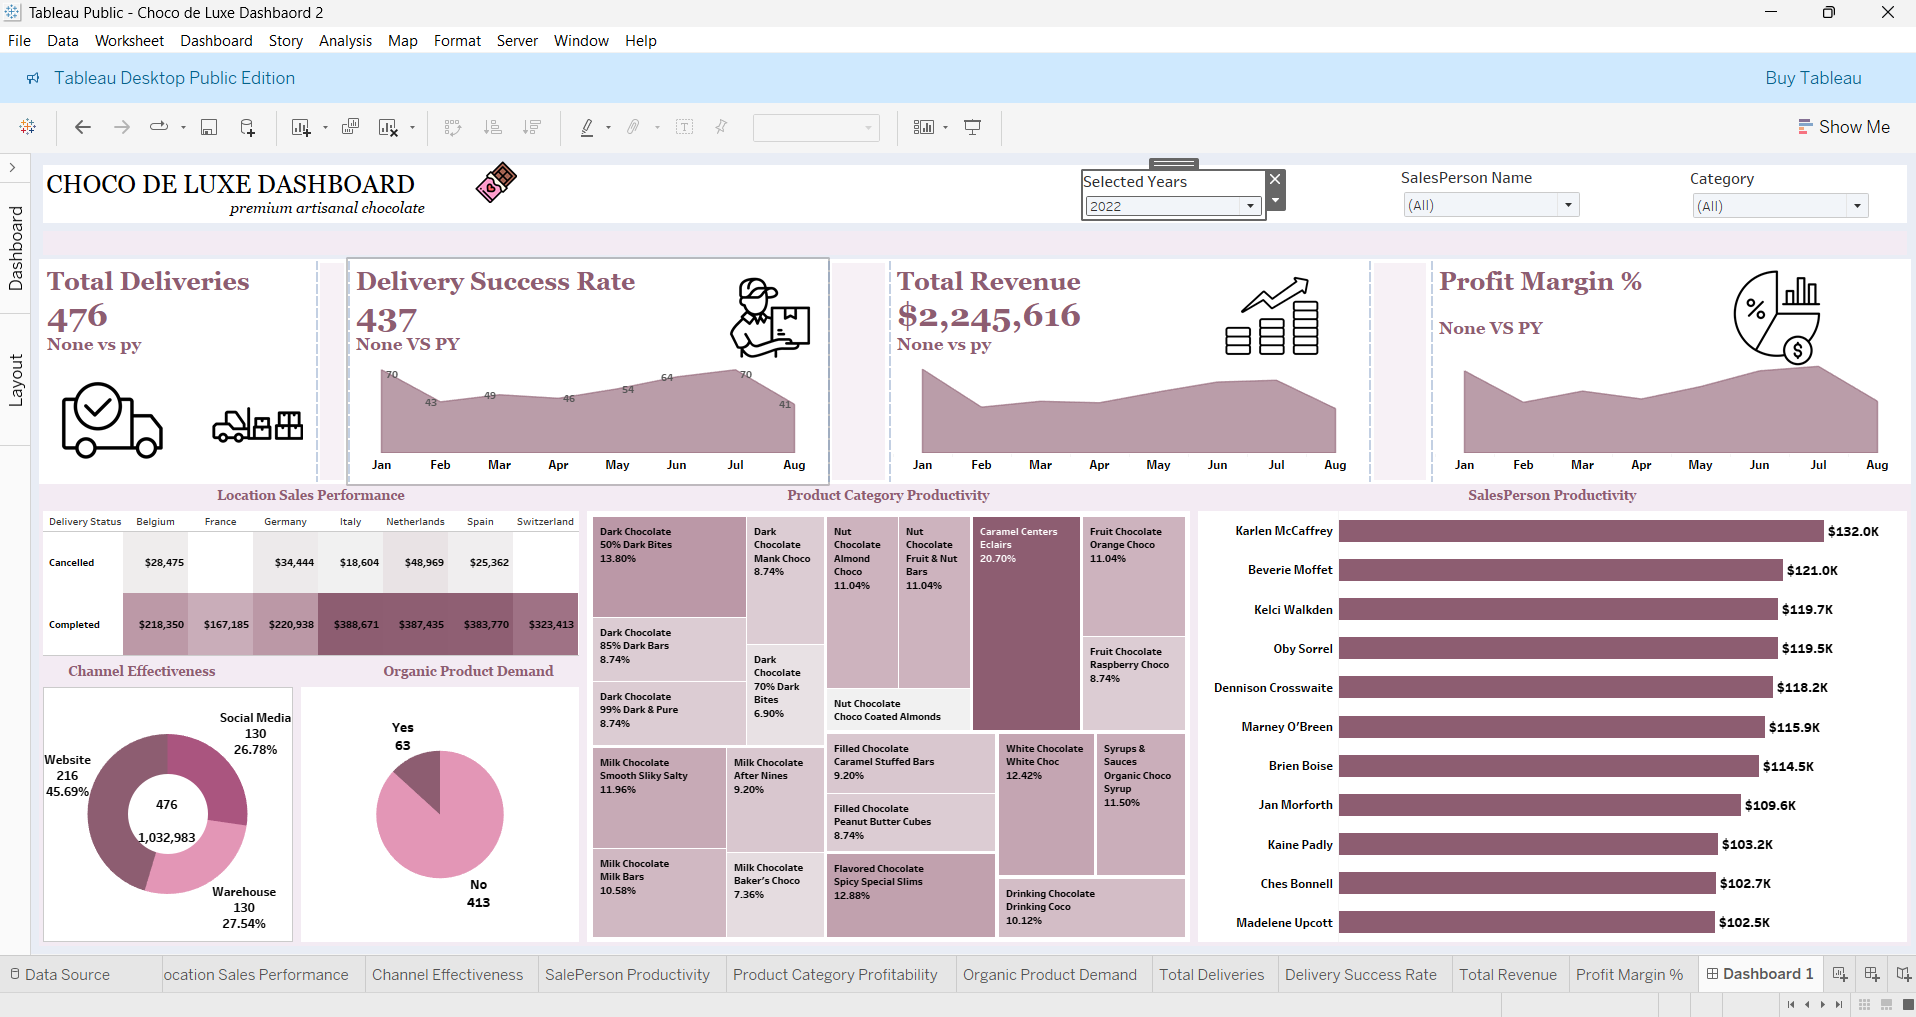 Tableau Public - Choco de Luxe Dashbaord 2
File Data Worksheet Dashboard Story Analysis Map Format Server Window Help
Tableau Desktop Public Edition
Buy Tableau
Show Me
Dashboard
Layout
CHOCO DE LUXE DASHBOARD
premium artisanal chocolate
Selected Years
2022
SalesPerson Name
(All)
Category
(All)
Total Deliveries
476
None vs py
Delivery Success Rate
437
None VS PY
70 43 49 46 54 64 70 41
Jan Feb Mar Apr May Jun Jul Aug
Total Revenue
$2,245,616
None vs py
Jan Feb Mar Apr May Jun Jul Aug
Profit Margin %
None VS PY
%
$
Jan Feb Mar Apr May Jun Jul Aug
Location Sales Performance
Delivery Status Belgium France Germany Italy Netherlands Spain Switzerland
Cancelled $28,475 $34,444 $18,604 $48,969 $25,362
Completed $218,350 $167,185 $220,938 $388,671 $387,435 $383,770 $323,413
Channel Effectiveness
Social Media
130
26.78%
Website
216
45.69%
476
1,032,983
Warehouse
130
27.54%
Organic Product Demand
Yes
63
No
413
Product Category Productivity
Dark Chocolate
50% Dark Bites
13.80%
Dark Chocolate
85% Dark Bars
8.74%
Dark Chocolate
99% Dark & Pure
8.74%
Dark
Chocolate
Mank Choco
8.74%
Dark
Chocolate
70% Dark
Bites
6.90%
Milk Chocolate
Smooth Sliky Salty
11.96%
Milk Chocolate
Milk Bars
10.58%
Milk Chocolate
After Nines
9.20%
Milk Chocolate
Baker's Choco
7.36%
Nut
Chocolate
Almond
Choco
11.04%
Nut
Chocolate
Fruit & Nut
Bars
11.04%
Nut Chocolate
Choco Coated Almonds
Filled Chocolate
Caramel Stuffed Bars
9.20%
Filled Chocolate
Peanut Butter Cubes
8.74%
Flavored Chocolate
Spicy Special Slims
12.88%
Caramel Centers
Eclairs
20.70%
Fruit Chocolate
Orange Choco
11.04%
Fruit Chocolate
Raspberry Choco
8.74%
White Chocolate
White Choc
12.42%
Syrups &
Sauces
Organic Choco
Syrup
11.50%
Drinking Chocolate
Drinking Coco
10.12%
SalesPerson Productivity
Karlen McCaffrey $132.0K
Beverie Moffet $121.0K
Kelci Walkden $119.7K
Oby Sorrel $119.5K
Dennison Crosswaite $118.2K
Marney O'Breen $115.9K
Brien Boise $114.5K
Jan Morforth $109.6K
Kaine Padly $103.2K
Ches Bonnell $102.7K
Madelene Upcott $102.5K
Data Source ocation Sales Performance Channel Effectiveness SalePerson Productivity Product Category Profitability Organic Product Demand Total Deliveries Delivery Success Rate Total Revenue Profit Margin % Dashboard 1